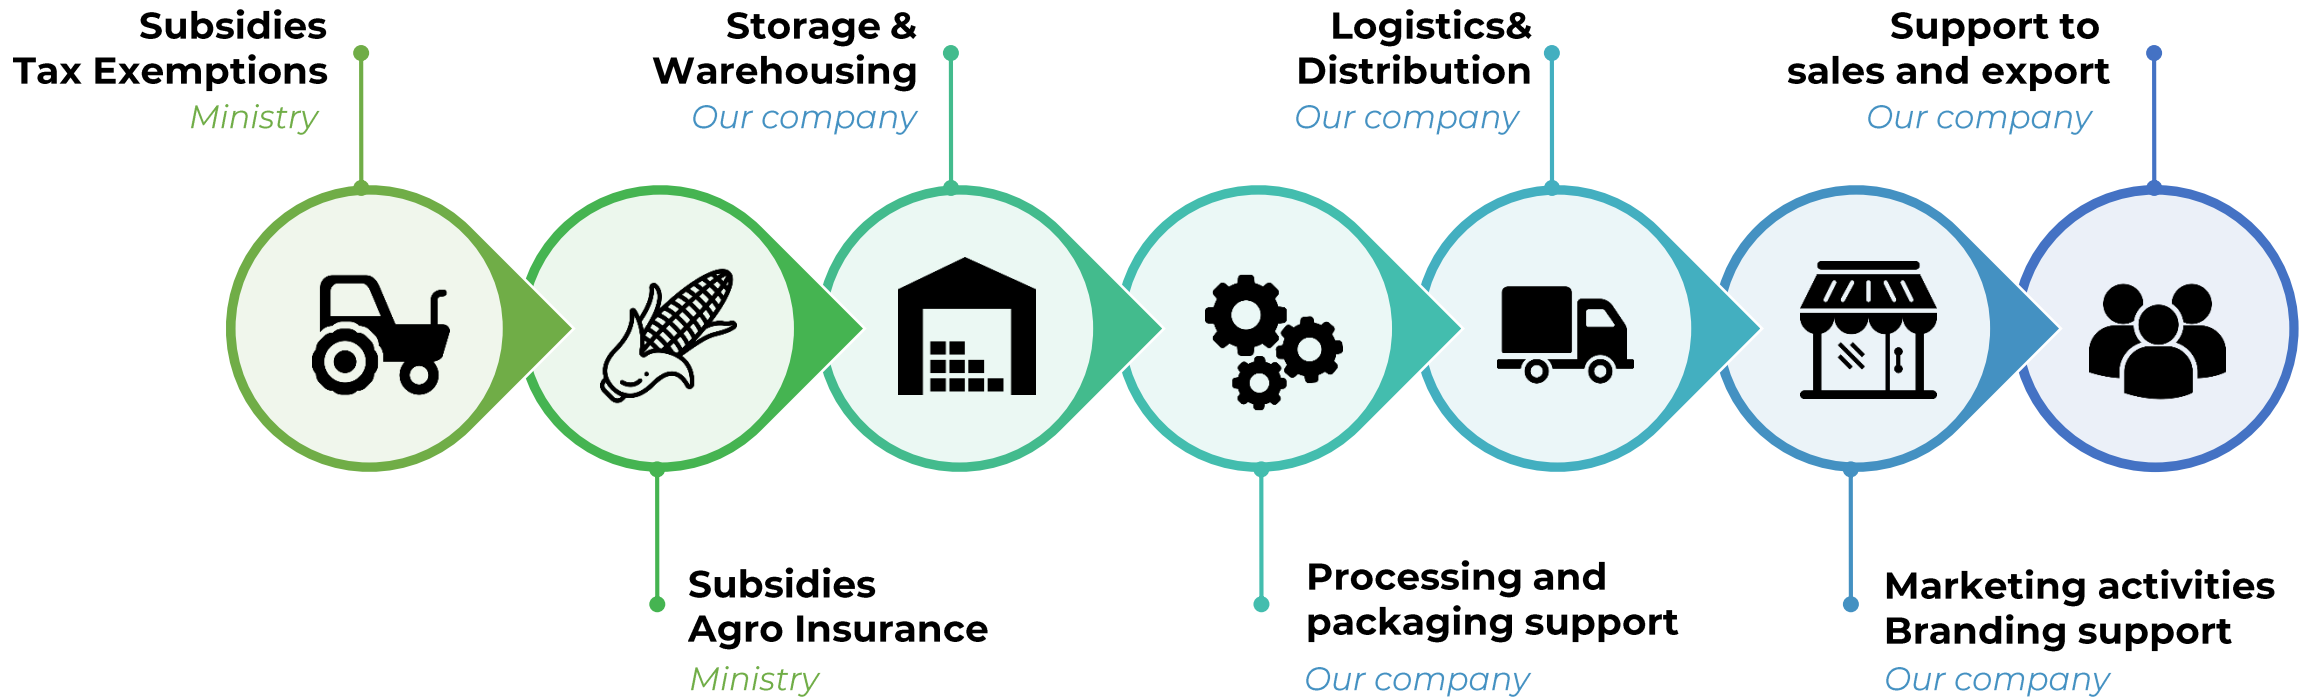 Subsidies
Tax Exemptions
Ministry
Storage &
Warehousing
Our company
Logistics&
Distribution
Our company
Support to
sales and export
Our company
Subsidies
Agro Insurance
Ministry
Processing and
packaging support
Our company
Marketing activities
Branding support
Our company